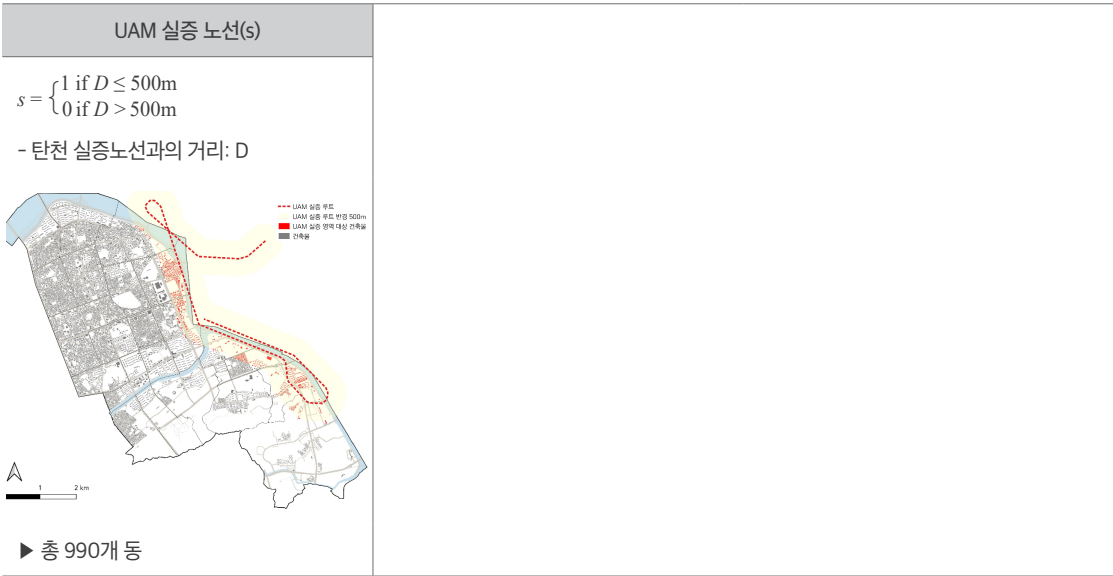 UAM 실증 노선(s)
s = {1 if D ≤ 500m
0 if D > 500m
- 탄천 실증노선과의 거리: D
UAM 실증 루트
UAM 실증 루트 반경 500m
UAM 실증 영역 대상 건축물
건축물
1 2 km
▶ 총 990개 동